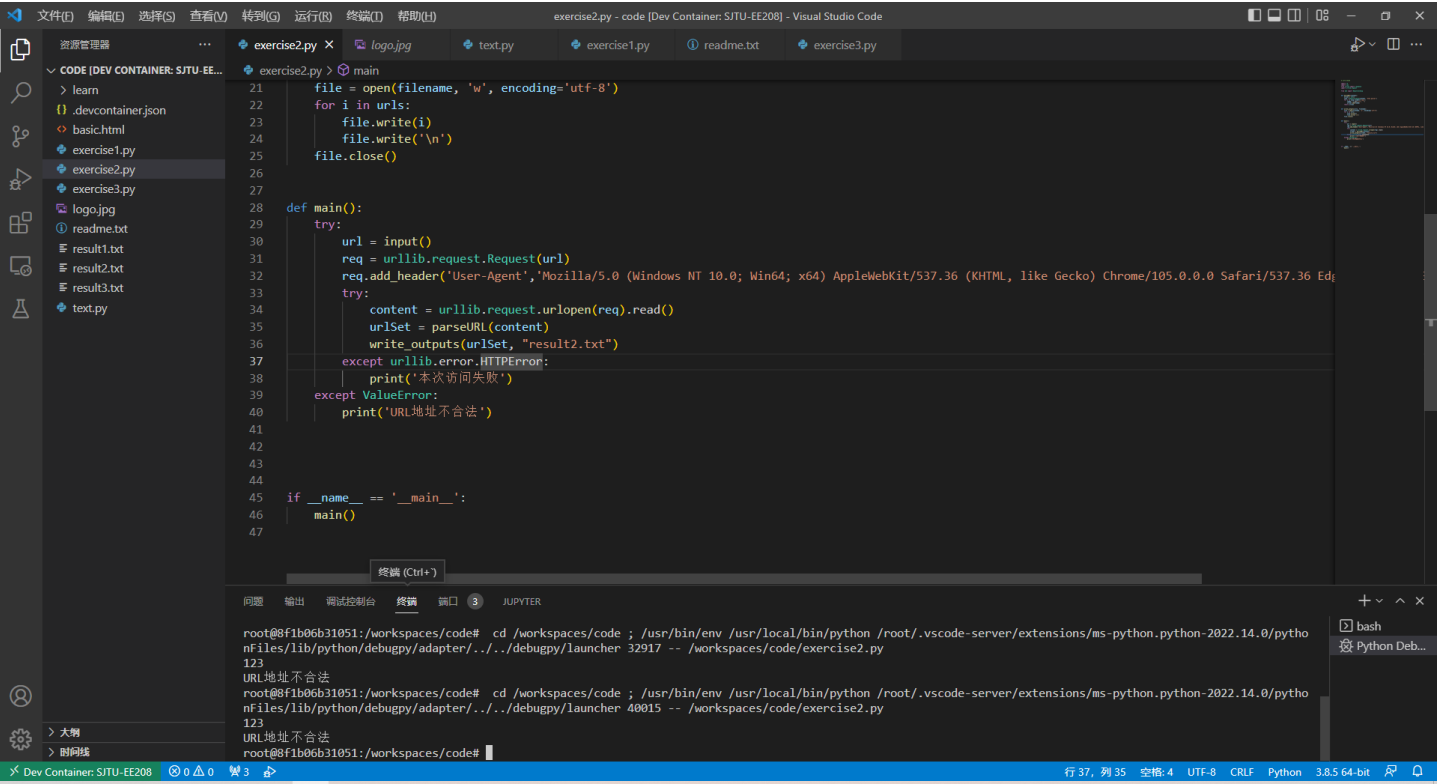 文件(F) 编辑(E) 选择(S) 查看(V) 转到(G) 运行(R) 终端(T) 帮助(H) exercise2.py - code [Dev Container: SJTU-EE208] - Visual Studio Code
资源管理器
exercise2.py logo.jpg text.py exercise1.py readme.txt exercise3.py
CODE [DEV CONTAINER: SJTU-EE...
learn
.devcontainer.json
basic.html
exercise1.py
exercise2.py
exercise3.py
logo.jpg
readme.txt
result1.txt
result2.txt
result3.txt
text.py
大纲
时间线
exercise2.py > main
21 file = open(filename, 'w', encoding='utf-8')
22 for i in urls:
23 file.write(i)
24 file.write('\n')
25 file.close()
26
27
28 def main():
29 try:
30 url = input()
31 req = urllib.request.Request(url)
32 req.add_header('User-Agent','Mozilla/5.0 (Windows NT 10.0; Win64; x64) AppleWebKit/537.36 (KHTML, like Gecko) Chrome/105.0.0.0 Safari/537.36 Edg
33 try:
34 content = urllib.request.urlopen(req).read()
35 urlSet = parseURL(content)
36 write_outputs(urlSet, "result2.txt")
37 except urllib.error.HTTPError:
38 print('本次访问失败')
39 except ValueError:
40 print('URL地址不合法')
41
42
43
44
45 if __name__ == '__main__':
46 main()
47
终端 (Ctrl+`)
问题 输出 调试控制台 终端 端口 3 JUPYTER
root@8f1b06b31051:/workspaces/code# cd /workspaces/code ; /usr/bin/env /usr/local/bin/python /root/.vscode-server/extensions/ms-python.python-2022.14.0/pytho
nFiles/lib/python/debugpy/adapter/../../debugpy/launcher 32917 -- /workspaces/code/exercise2.py
123
URL地址不合法
root@8f1b06b31051:/workspaces/code# cd /workspaces/code ; /usr/bin/env /usr/local/bin/python /root/.vscode-server/extensions/ms-python.python-2022.14.0/pytho
nFiles/lib/python/debugpy/adapter/../../debugpy/launcher 40015 -- /workspaces/code/exercise2.py
123
URL地址不合法
root@8f1b06b31051:/workspaces/code#
bash
Python Deb...
Dev Container: SJTU-EE208 0 0 3 行 37, 列 35 空格: 4 UTF-8 CRLF Python 3.8.5 64-bit